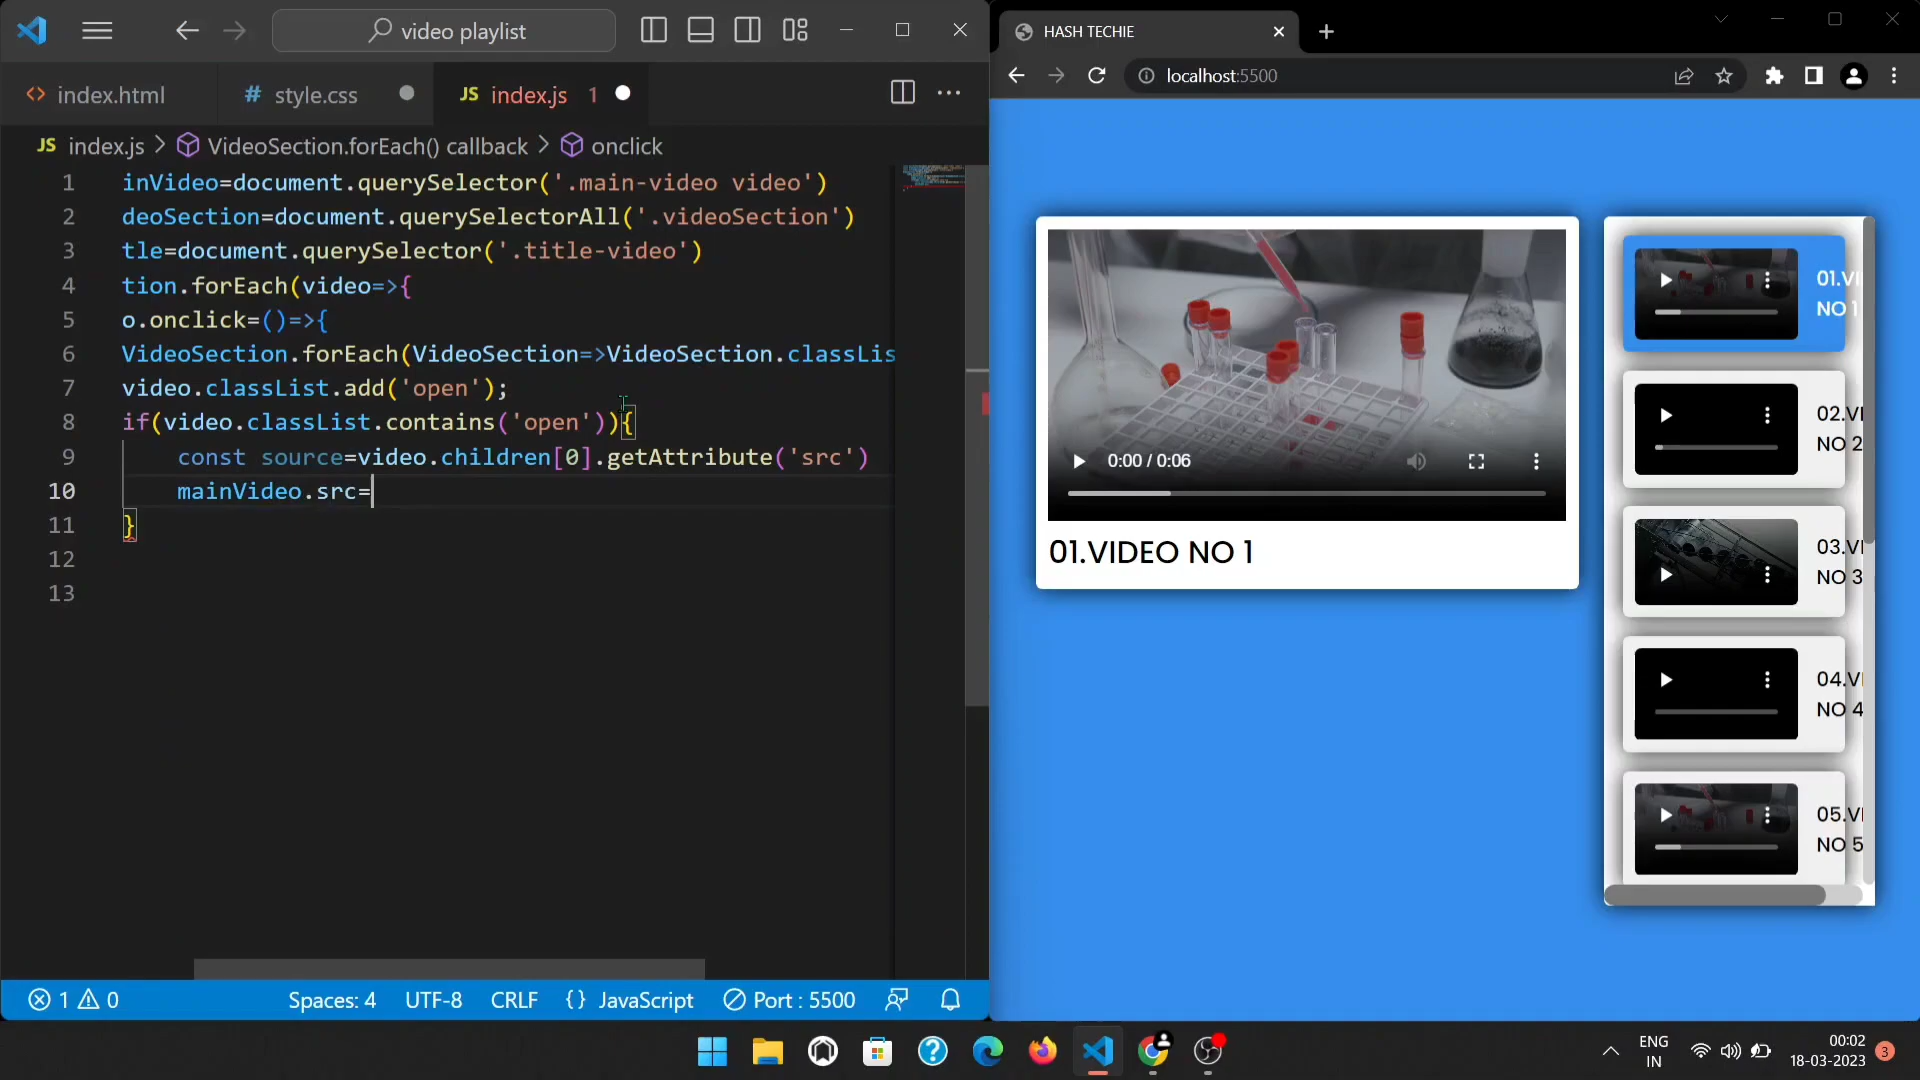 video playlist
index.html
# style.css
JS index.js 1
JS index.js > VideoSection.forEach() callback > onclick
1 inVideo=document.querySelector('.main-video video')
2 deoSection=document.querySelectorAll('.videoSection')
3 tle=document.querySelector('.title-video')
4 tion.forEach(video=>{
5 o.onclick=()=>{
6 VideoSection.forEach(VideoSection=>VideoSection.classLis
7 video.classList.add('open');
8 if(video.classList.contains('open')){
9 const source=video.children[0].getAttribute('src')
10 mainVideo.src=
11 }
12
13
1 0 Spaces: 4 UTF-8 CRLF {} JavaScript Port : 5500
HASH TECHIE
localhost:5500
0:00 / 0:06
01.VIDEO NO 1
01.VI
NO 1
02.VI
NO 2
03.VI
NO 3
04.VI
NO 4
05.VI
NO 5
ENG
IN
00:02
18-03-2023
3